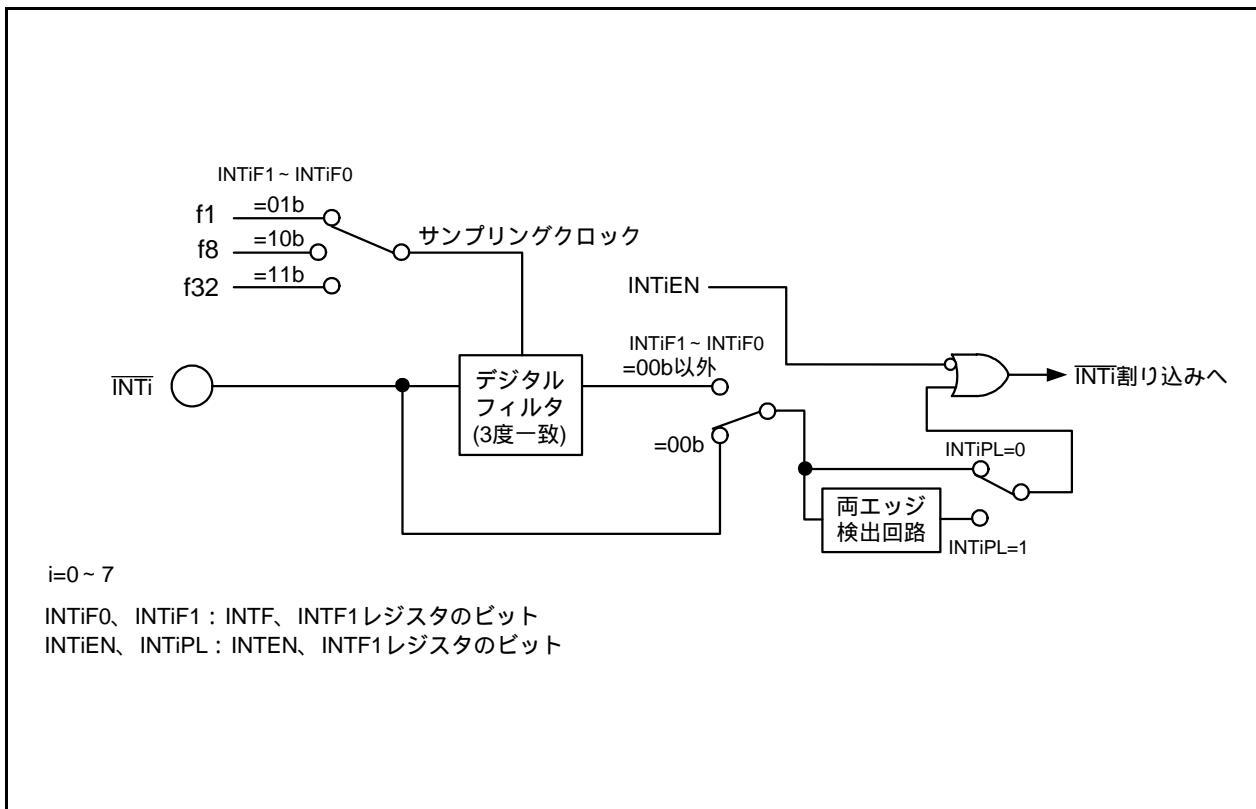 INTiF1~INTiF0
f1
=01b
f8
=10b
f32
=11b
サンプリングクロック
INTiEN
INTi
デジタル
フィルタ
(3度一致)
INTiF1~INTiF0
=00b以外
=00b
INTi割り込みへ
INTiPL=0
両エッジ
検出回路
INTiPL=1
i=0~7
INTiF0、INTiF1:INTF、INTF1レジスタのビット
INTiEN、INTiPL:INTEN、INTF1レジスタのビット